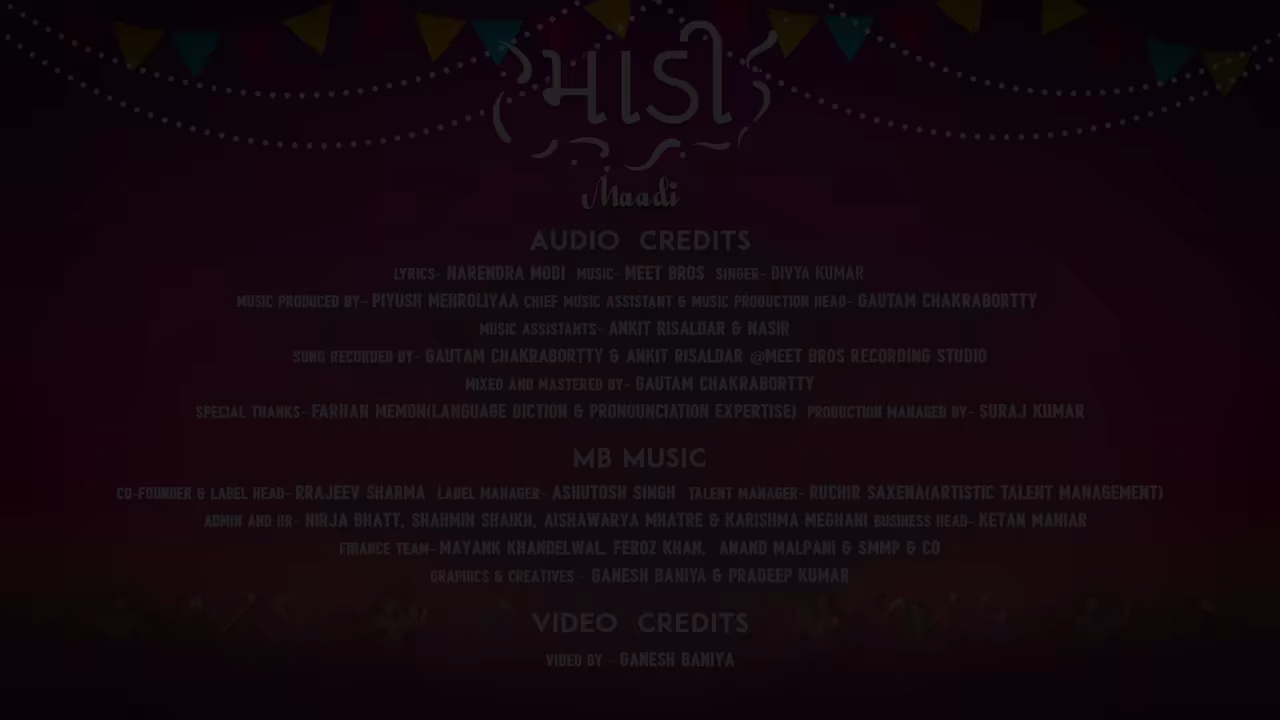 માડી
Maadi
AUDIO CREDITS
LYRICS- NARENDRA MODI MUSIC- MEET BROS SINGER- DIVYA KUMAR
MUSIC PRODUCED BY- PIYUSH MEHROLIYAA CHIEF MUSIC ASSISTANT & MUSIC PRODUCTION HEAD- GAUTAM CHAKRABORTTY
MUSIC ASSISTANTS- ANKIT RISALDAR & NASIR
SUNG RECORDED BY- GAUTAM CHAKRABORTTY & ANKIT RISALDAR @MEET BROS RECORDING STUDIO
MIXED AND MASTERED BY- GAUTAM CHAKRABORTTY
SPECIAL THANKS- FARHAN MEMON(LANGUAGE DICTION & PRONOUNCIATION EXPERTISE) PRODUCTION MANAGED BY- SURAJ KUMAR
MB MUSIC
CO-FOUNDER & LABEL HEAD- RRAJEEV SHARMA LABEL MANAGER- ASHUTOSH SINGH TALENT MANAGER- RUCHIR SAXENA(ARTISTIC TALENT MANAGEMENT)
ADMIN AND HR- NIRJA BHATT, SHAHMIN SHAIKH, AISHAWARYA MHATRE & KARISHMA MEGHANI BUSINESS HEAD- KETAN MANIAR
FINANCE TEAM- MAYANK KHANDELWAL, FEROZ KHAN, ANAND MALPANI & SMMP & CO
GRAPHICS & CREATIVES - GANESH BANIYA & PRADEEP KUMAR
VIDEO CREDITS
VIDEO BY - GANESH BANIYA